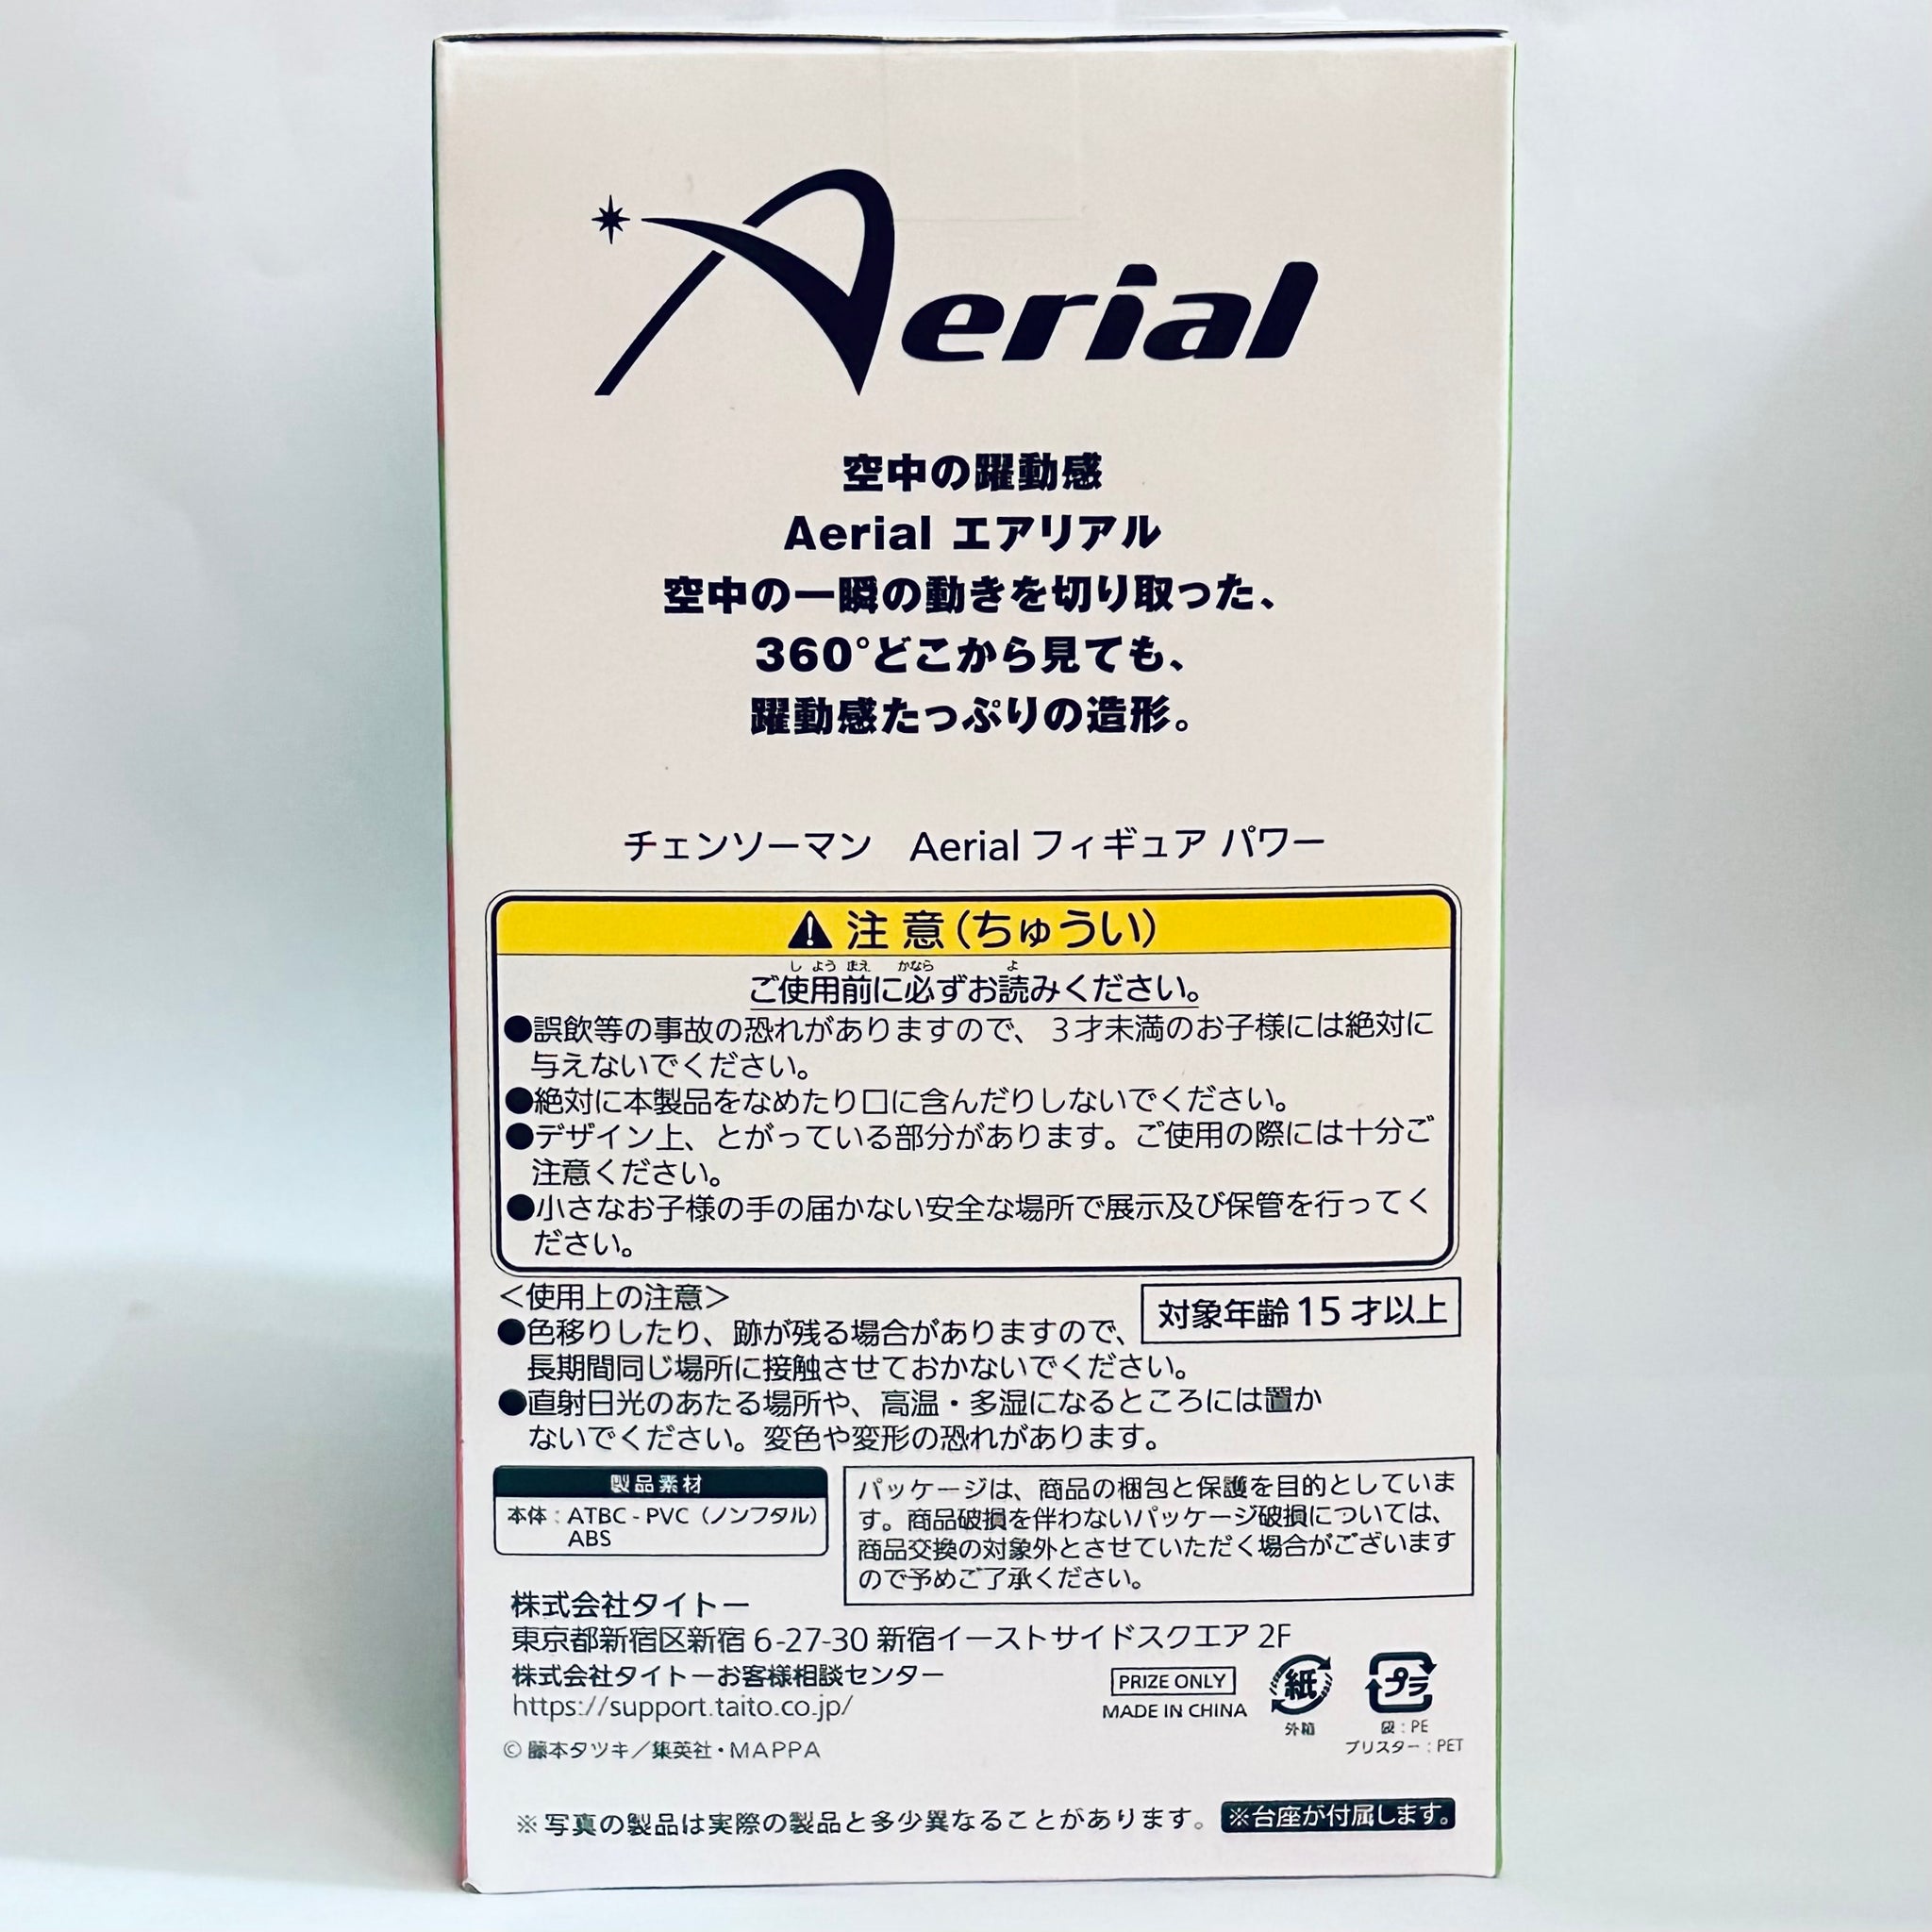 Aerial
空中の躍動感
Aerial エアリアル
空中の一瞬の動きを切り取った、
360°どこから見ても、
躍動感たっぷりの造形。
チェンソーマン　Aerial フィギュア パワー
注 意（ちゅうい）
しよう まえ かなら よ
ご使用前に必ずお読みください。
●誤飲等の事故の恐れがありますので、３才未満のお子様には絶対に
与えないでください。
●絶対に本製品をなめたり口に含んだりしないでください。
●デザイン上、とがっている部分があります。ご使用の際には十分ご
注意ください。
●小さなお子様の手の届かない安全な場所で展示及び保管を行ってく
ださい。
＜使用上の注意＞
対象年齢 15 才以上
●色移りしたり、跡が残る場合がありますので、
長期間同じ場所に接触させておかないでください。
●直射日光のあたる場所や、高温・多湿になるところには置か
ないでください。変色や変形の恐れがあります。
製品素材
本体：ATBC - PVC（ノンフタル）
ABS
パッケージは、商品の梱包と保護を目的としていま
す。商品破損を伴わないパッケージ破損については、
商品交換の対象外とさせていただく場合がございます
ので予めご了承ください。
株式会社タイトー
東京都新宿区新宿 6-27-30 新宿イーストサイドスクエア 2F
株式会社タイトーお客様相談センター
https://support.taito.co.jp/
PRIZE ONLY
MADE IN CHINA
紙
外箱
プラ
袋：PE
ブリスター：PET
© 藤本タツキ／集英社・MAPPA
※写真の製品は実際の製品と多少異なることがあります。
※台座が付属します。